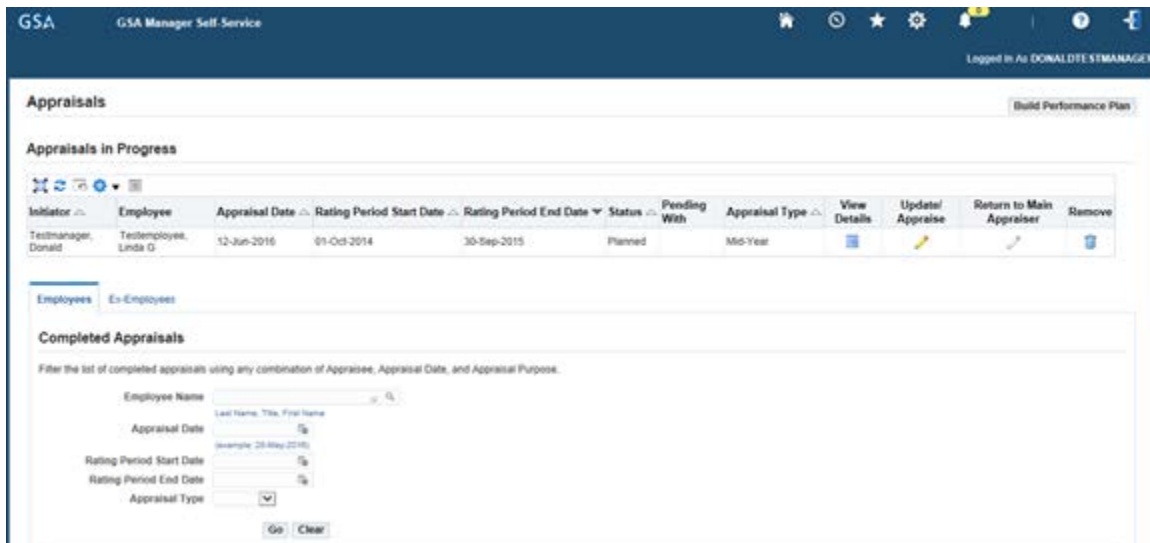 GSA GSA Manager Self-Service
Logged In As DONALDTESTMANAGER
Appraisals
Build Performance Plan
Appraisals in Progress
Initiator Employee Appraisal Date Rating Period Start Date Rating Period End Date Status Pending With Appraisal Type View Details Update/ Appraise Return to Main Appraiser Remove
Testmanager, Donald Testemployee, Linda G 12-Jun-2016 01-Oct-2014 30-Sep-2015 Planned Mid-Year
Employees Ex-Employees
Completed Appraisals
Filter the list of completed appraisals using any combination of Appraisee, Appraisal Date, and Appraisal Purpose.
Employee Name
Last Name, Title, First Name
Appraisal Date
(example: 28-May-2016)
Rating Period Start Date
Rating Period End Date
Appraisal Type
Go Clear